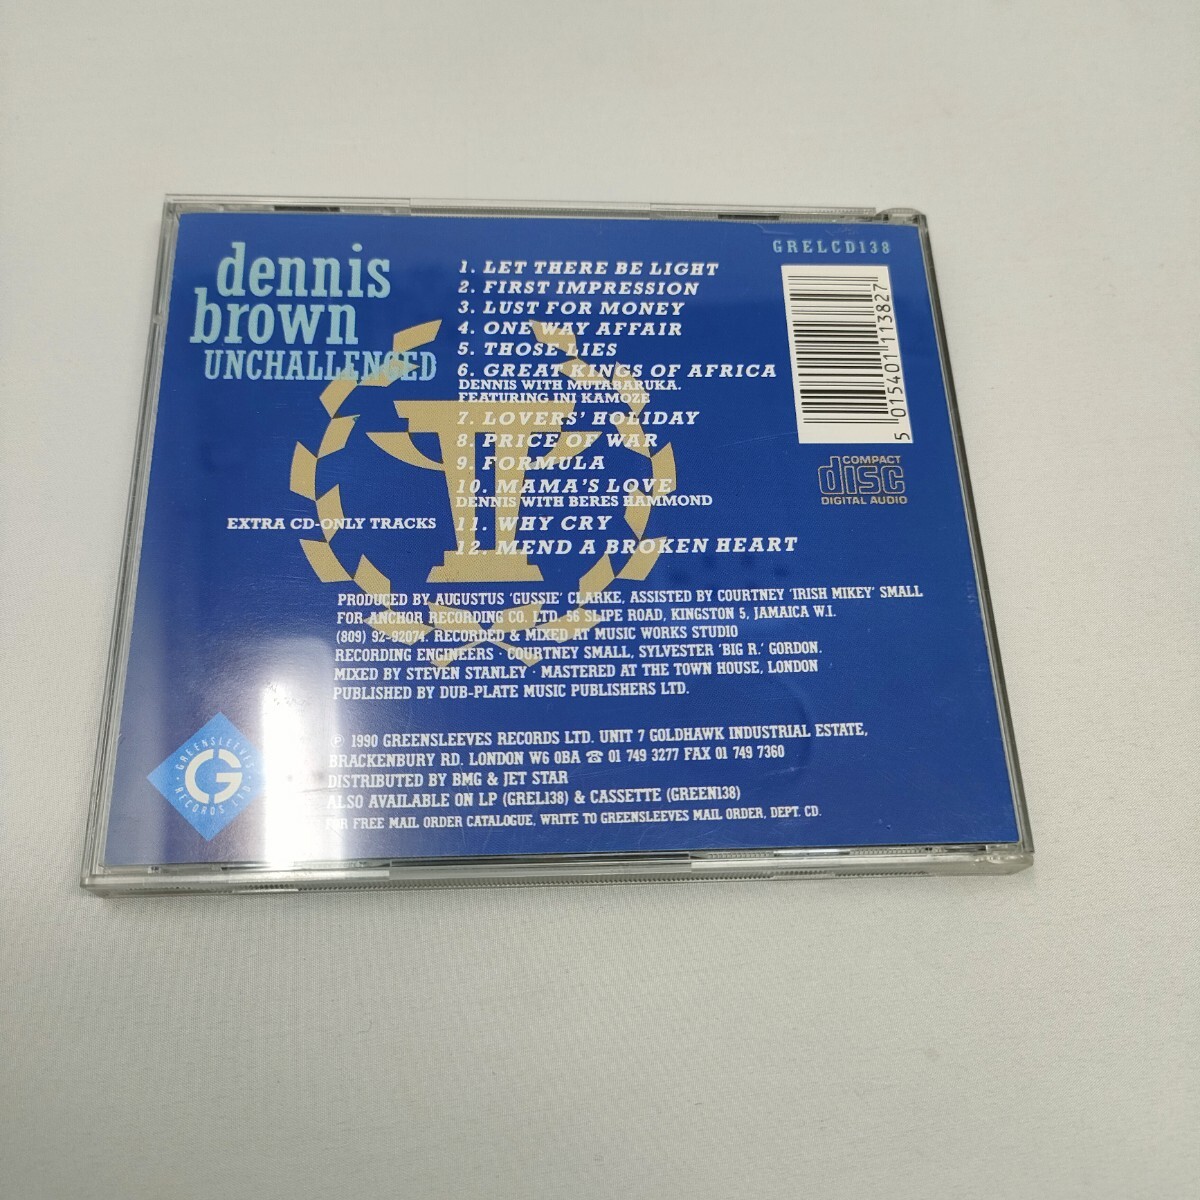 dennis
brown
UNCHALLENGED
GRELCD138
1. LET THERE BE LIGHT
2. FIRST IMPRESSION
3. LUST FOR MONEY
4. ONE WAY AFFAIR
5. THOSE LIES
6. GREAT KINGS OF AFRICA
DENNIS WITH MUTABARUKA.
FEATURING INI KAMOZE
7. LOVERS' HOLIDAY
8. PRICE OF WAR
9. FORMULA
10. MAMA'S LOVE
DENNIS WITH BERES HAMMOND
EXTRA CD-ONLY TRACKS 11. WHY CRY
12. MEND A BROKEN HEART
5 015401 113827
COMPACT
disc
DIGITAL AUDIO
PRODUCED BY AUGUSTUS 'GUSSIE' CLARKE, ASSISTED BY COURTNEY 'IRISH MIKEY' SMALL
FOR ANCHOR RECORDING CO. LTD. 56 SLIPE ROAD, KINGSTON 5, JAMAICA W.I.
(809) 92-92074. RECORDED & MIXED AT MUSIC WORKS STUDIO
RECORDING ENGINEERS · COURTNEY SMALL, SYLVESTER 'BIG R.' GORDON.
MIXED BY STEVEN STANLEY · MASTERED AT THE TOWN HOUSE, LONDON
PUBLISHED BY DUB-PLATE MUSIC PUBLISHERS LTD.
℗ 1990 GREENSLEEVES RECORDS LTD. UNIT 7 GOLDHAWK INDUSTRIAL ESTATE,
BRACKENBURY RD. LONDON W6 0BA ☎ 01 749 3277 FAX 01 749 7360
DISTRIBUTED BY BMG & JET STAR
ALSO AVAILABLE ON LP (GREL138) & CASSETTE (GREEN138)
FOR FREE MAIL ORDER CATALOGUE, WRITE TO GREENSLEEVES MAIL ORDER, DEPT. CD.
GREENSLEEVES
G
RECORDS LTD